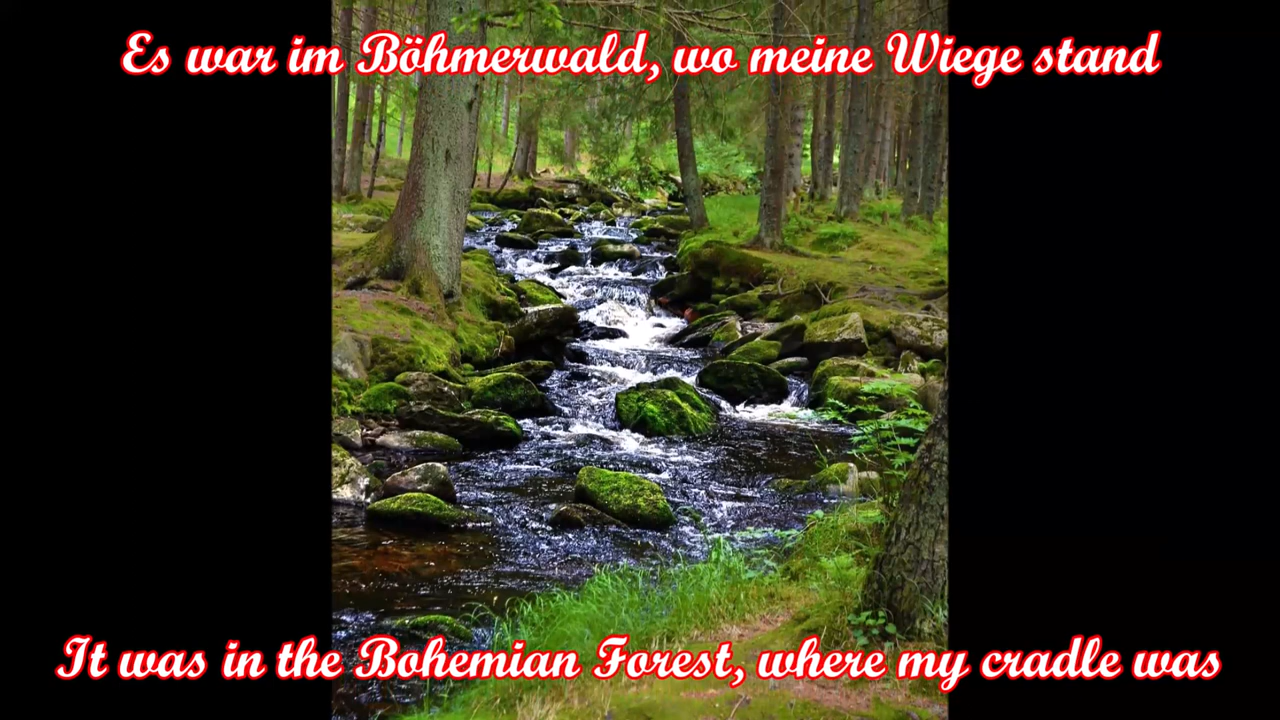 Es war im Böhmerwald, wo meine Wiege stand
It was in the Bohemian Forest, where my cradle was